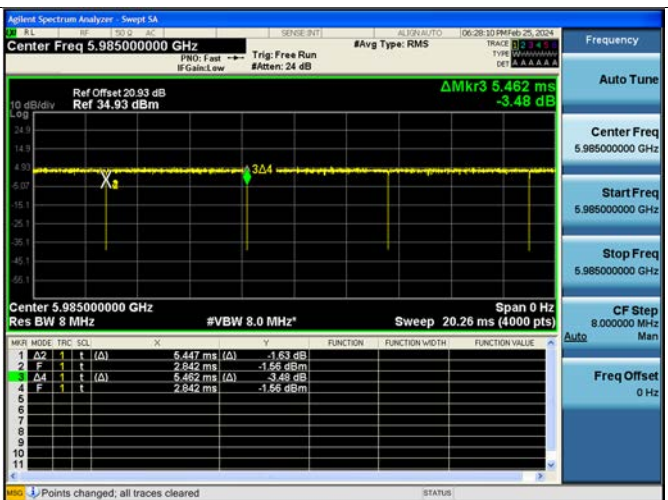 Agilent Spectrum Analyzer - Swept SA
RL RF 50 Ω AC SENSE:INT ALIGN AUTO 06:28:10 PM Feb 25, 2024
Center Freq 5.985000000 GHz #Avg Type: RMS TRACE 1 2 3 4 5 6
PNO: Fast Trig: Free Run TYPE
IFGain:Low #Atten: 24 dB DET A A A A A A
ΔMkr3 5.462 ms
-3.48 dB
Ref Offset 20.93 dB
10 dB/div Ref 34.93 dBm
Log
24.9
14.9
4.93
-5.07
-15.1
-25.1
-35.1
-45.1
-55.1
X2
3Δ4
Center 5.985000000 GHz Span 0 Hz
Res BW 8 MHz #VBW 8.0 MHz* Sweep 20.26 ms (4000 pts)
MKR MODE TRC SCL X Y FUNCTION FUNCTION WIDTH FUNCTION VALUE
1 Δ2 1 t (Δ) 5.447 ms (Δ) -1.63 dB
2 F 1 t 2.842 ms -1.56 dBm
3 Δ4 1 t (Δ) 5.462 ms (Δ) -3.48 dB
4 F 1 t 2.842 ms -1.56 dBm
5
6
7
8
9
10
11
MSG Points changed; all traces cleared STATUS
Frequency
Auto Tune
Center Freq
5.985000000 GHz
Start Freq
5.985000000 GHz
Stop Freq
5.985000000 GHz
CF Step
8.000000 MHz
Auto Man
Freq Offset
0 Hz